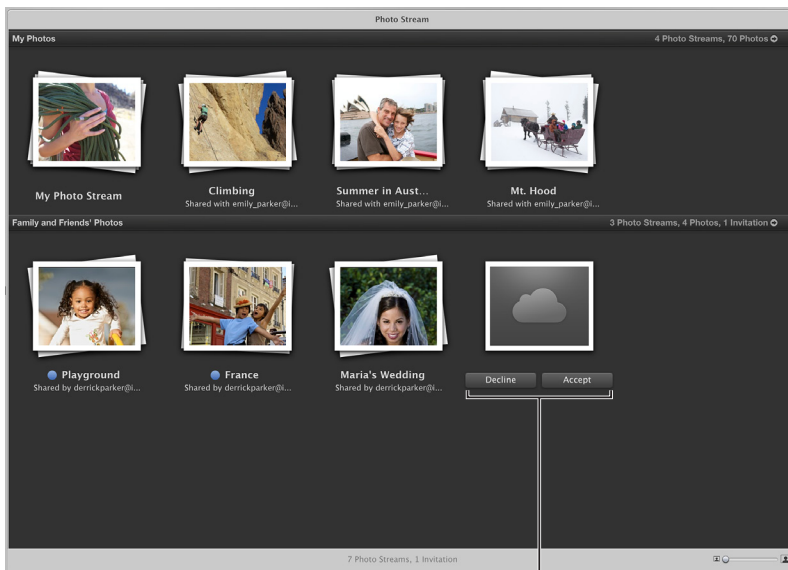 Photo Stream
My Photos
4 Photo Streams, 70 Photos
My Photo Stream
Climbing
Shared with emily_parker@i...
Summer in Aust...
Shared with emily_parker@i...
Mt. Hood
Shared with emily_parker@i...
Family and Friends' Photos
3 Photo Streams, 4 Photos, 1 Invitation
Playground
Shared by derrickparker@i...
France
Shared by derrickparker@i...
Maria's Wedding
Shared by derrickparker@i...
Decline
Accept
7 Photo Streams, 1 Invitation